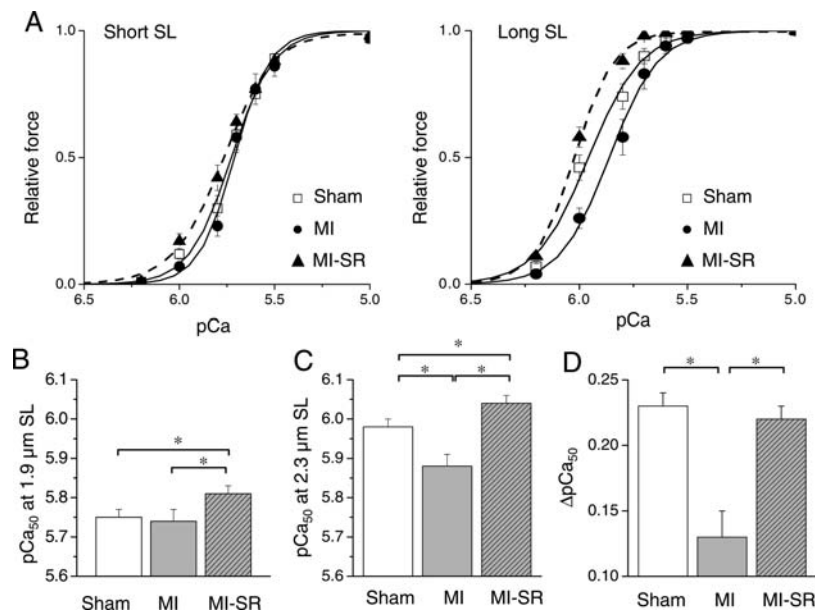 A
Short SL
Long SL
Relative force
1.0
0.5
0.0
Sham
MI
MI-SR
6.5
6.0
5.5
5.0
pCa
Relative force
1.0
0.5
0.0
Sham
MI
MI-SR
6.5
6.0
5.5
5.0
pCa
B
*
*
pCa50 at 1.9 µm SL
6.1
6.0
5.9
5.8
5.7
5.6
Sham
MI
MI-SR
C
*
*
*
pCa50 at 2.3 µm SL
6.1
6.0
5.9
5.8
5.7
5.6
Sham
MI
MI-SR
D
*
*
ΔpCa50
0.25
0.20
0.15
0.10
Sham
MI
MI-SR